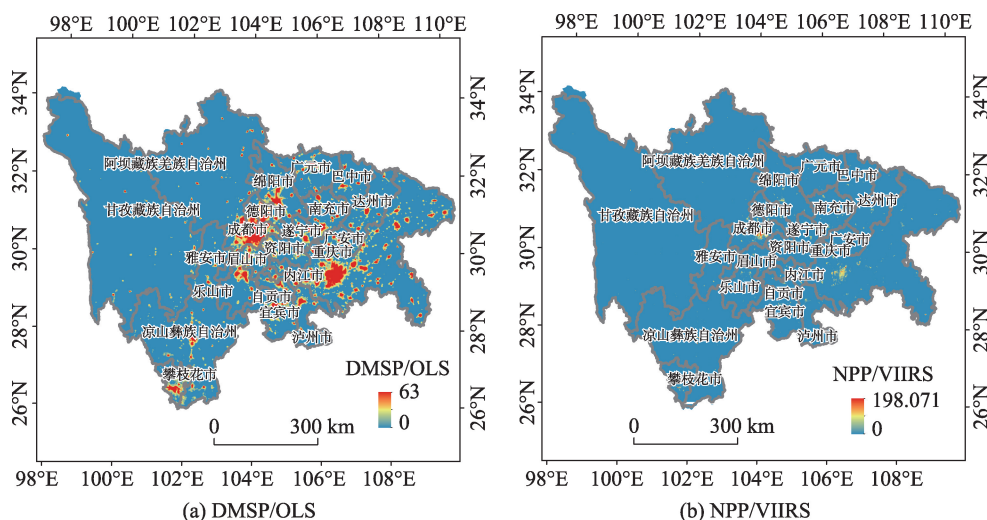 98°E 100°E 102°E 104°E 106°E 108°E 110°E
34°N
32°N
30°N
28°N
26°N
34°N
32°N
30°N
28°N
26°N
阿坝藏族羌族自治州
广元市
巴中市
绵阳市
达州市
甘孜藏族自治州
德阳市
南充市
成都市
遂宁市
广安市
资阳市
重庆市
雅安市
眉山市
内江市
乐山市
自贡市
宜宾市
凉山彝族自治州
泸州市
攀枝花市
DMSP/OLS
63
0
0 300 km
98°E 100°E 102°E 104°E 106°E 108°E
(a) DMSP/OLS
98°E 100°E 102°E 104°E 106°E 108°E 110°E
34°N
32°N
30°N
28°N
26°N
34°N
32°N
30°N
28°N
26°N
阿坝藏族羌族自治州
广元市
巴中市
绵阳市
达州市
甘孜藏族自治州
德阳市
南充市
成都市
遂宁市
广安市
资阳市
重庆市
雅安市
眉山市
内江市
乐山市
自贡市
宜宾市
凉山彝族自治州
泸州市
攀枝花市
NPP/VIIRS
198.071
0
0 300 km
98°E 100°E 102°E 104°E 106°E 108°E
(b) NPP/VIIRS